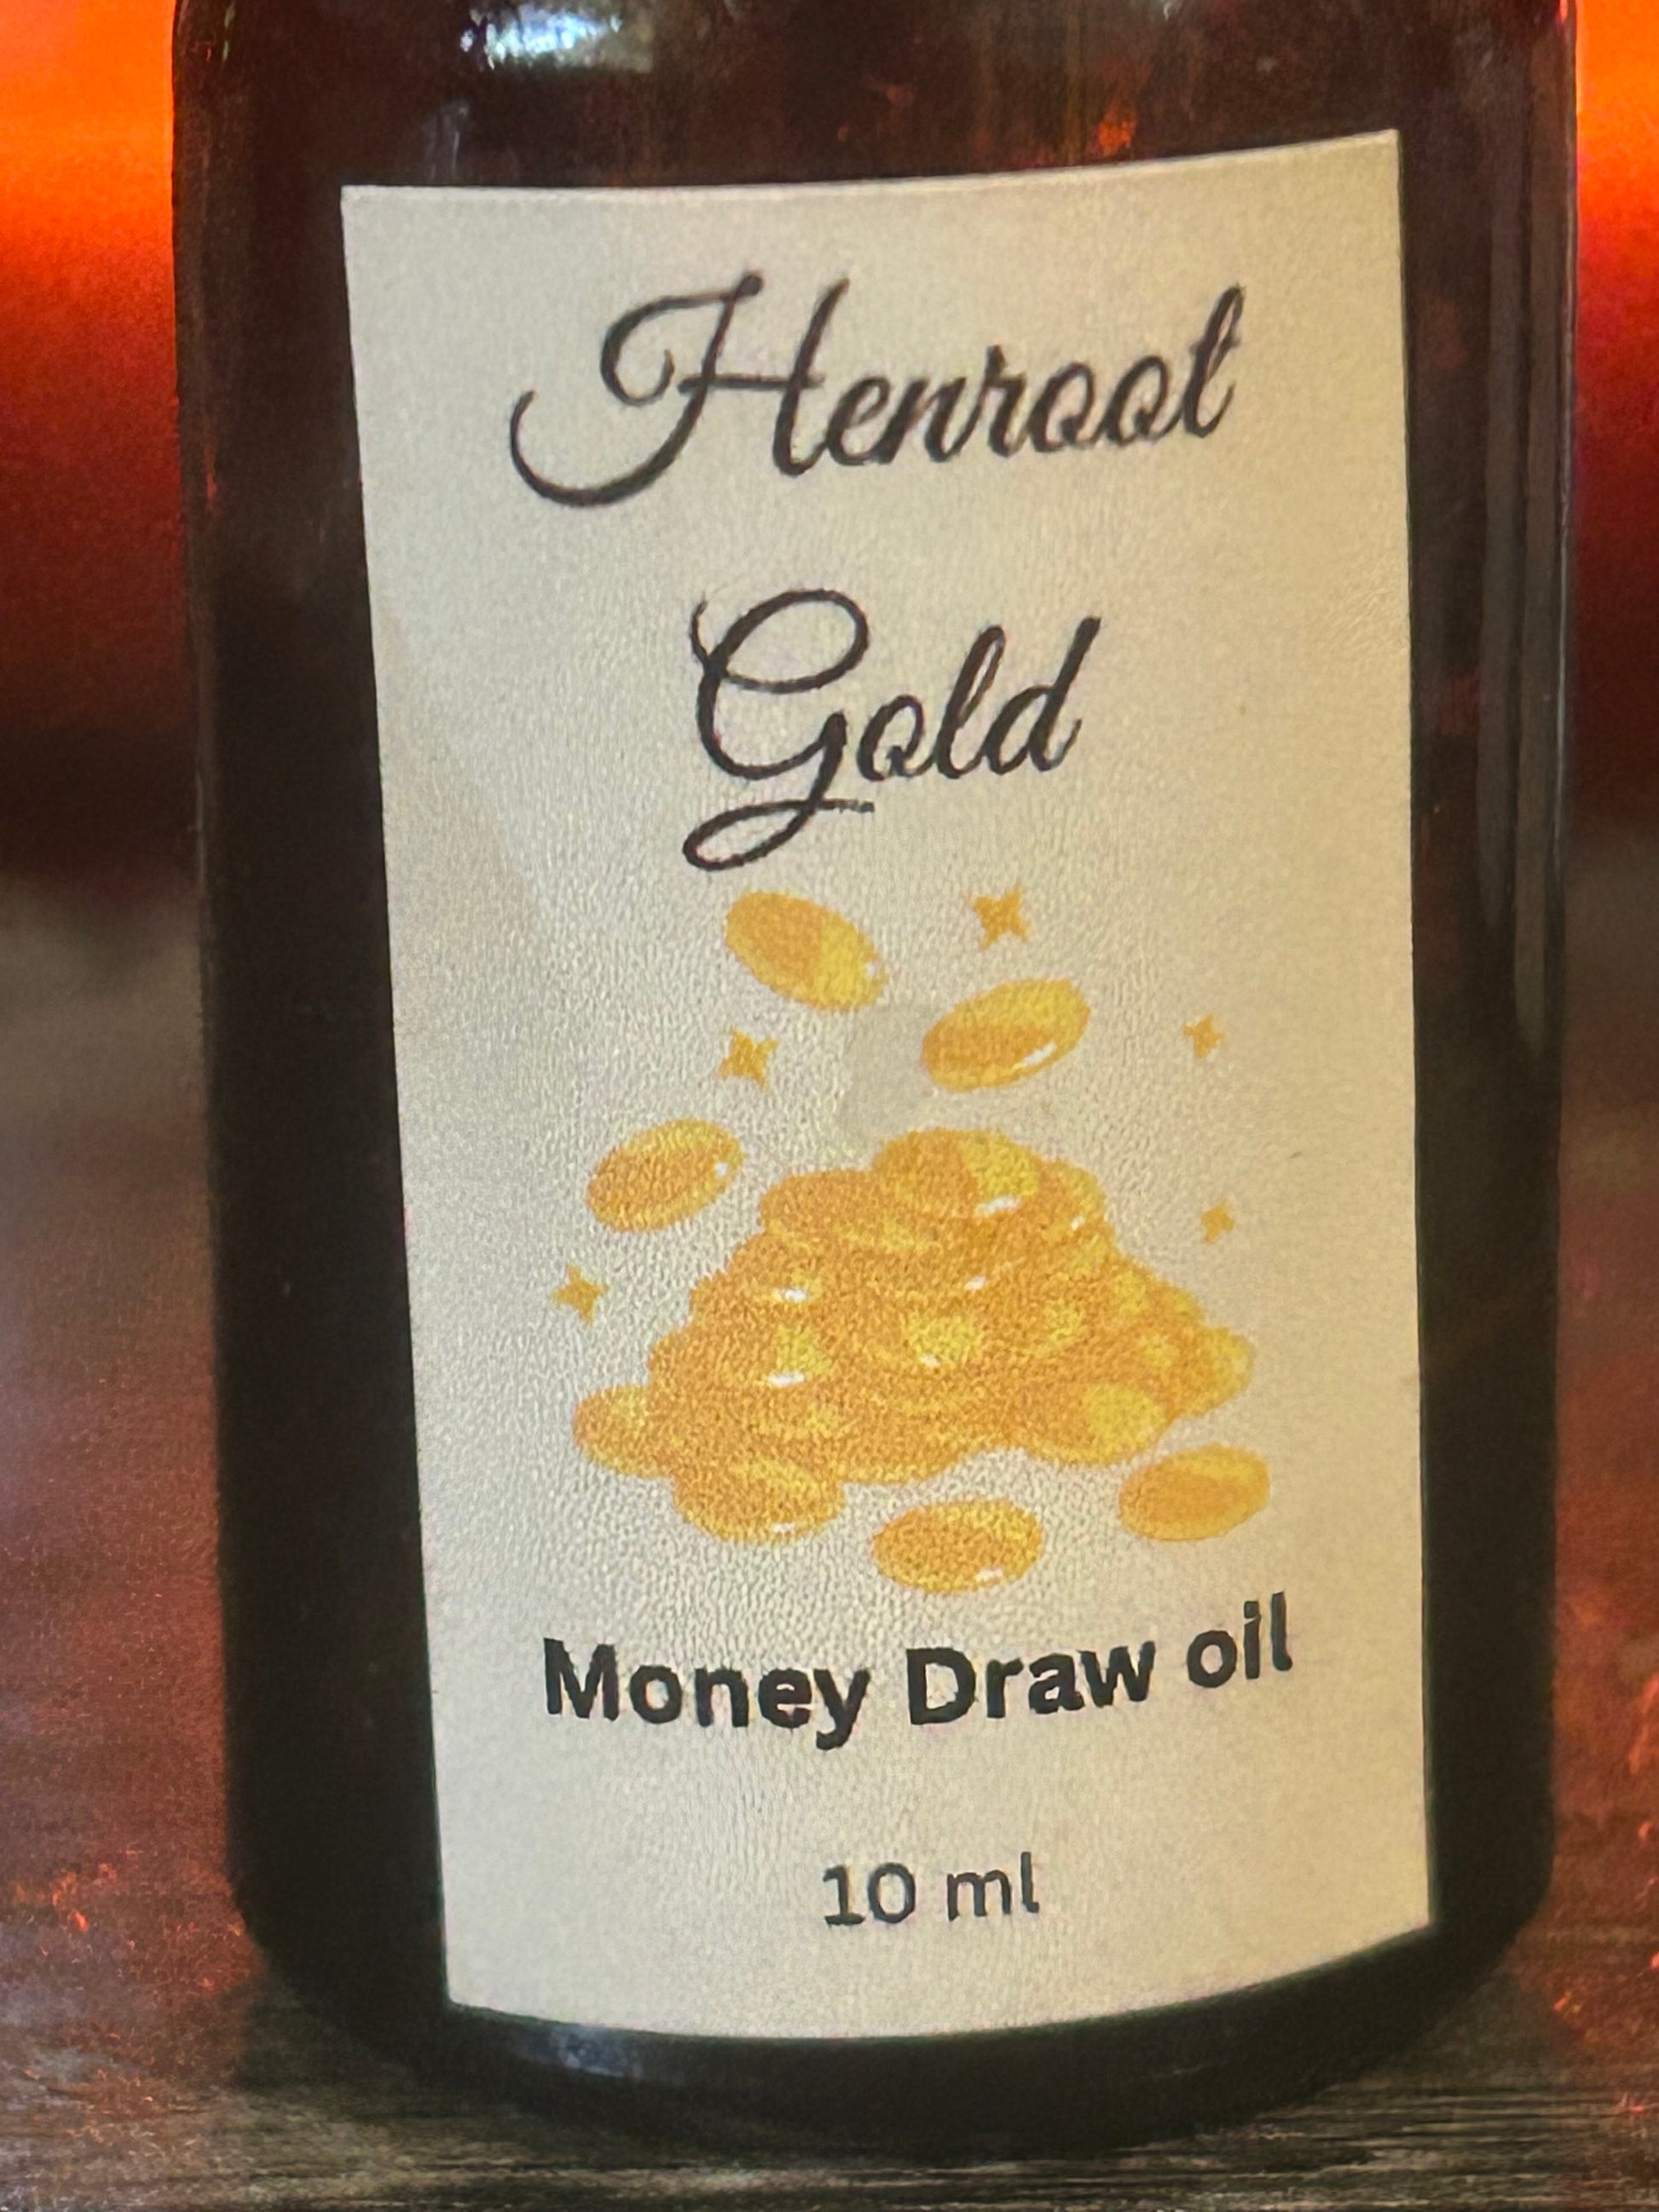 Henroot
Gold
Money Draw oil
10 ml